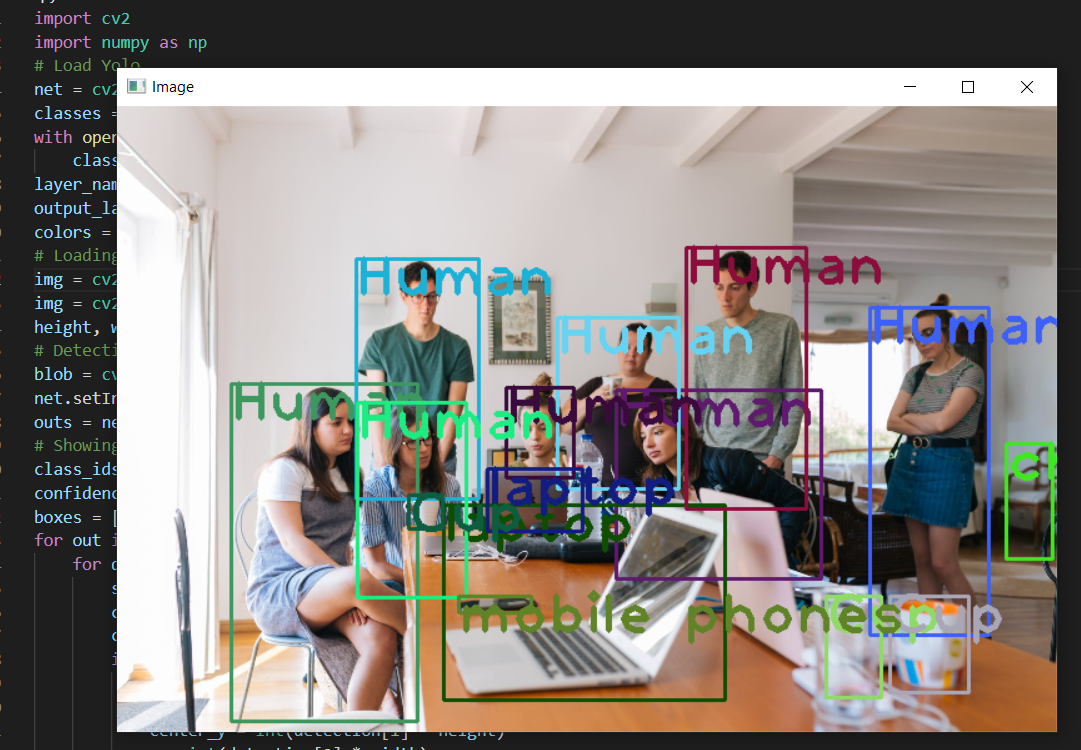 import cv2
import numpy as np
# Load Yolo
Image
net = cv2
classes =
with open
class
layer_nam
output_la
colors =
# Loading
img = cv2
img = cv2
height, w
# Detecti
blob = cv
net.setIn
outs = ne
# Showing
class_ids
confidenc
boxes = [
for out i
for d
Human
Human
Human
Human
Human
Human
Human
Human
laptop
Cup
laptop
mobile phones
Cup
Cup
ch
center_y = int(detection[1] * height)